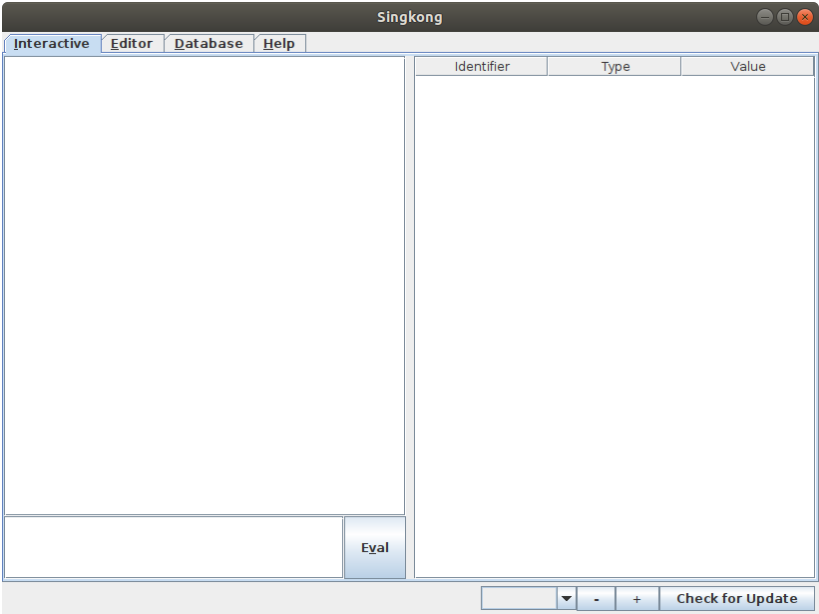 Singkong
Interactive Editor Database Help
Identifier Type Value
Eval
- + Check for Update